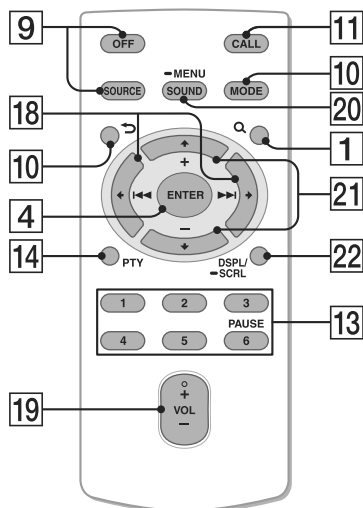 9
11
OFF
CALL
-MENU
10
SOURCE
SOUND
MODE
18
20
10
1
+
ENTER
21
4
-
14
PTY
DSPL/
-SCRL
22
1
2
3
PAUSE
13
4
5
6
+
19
VOL
-